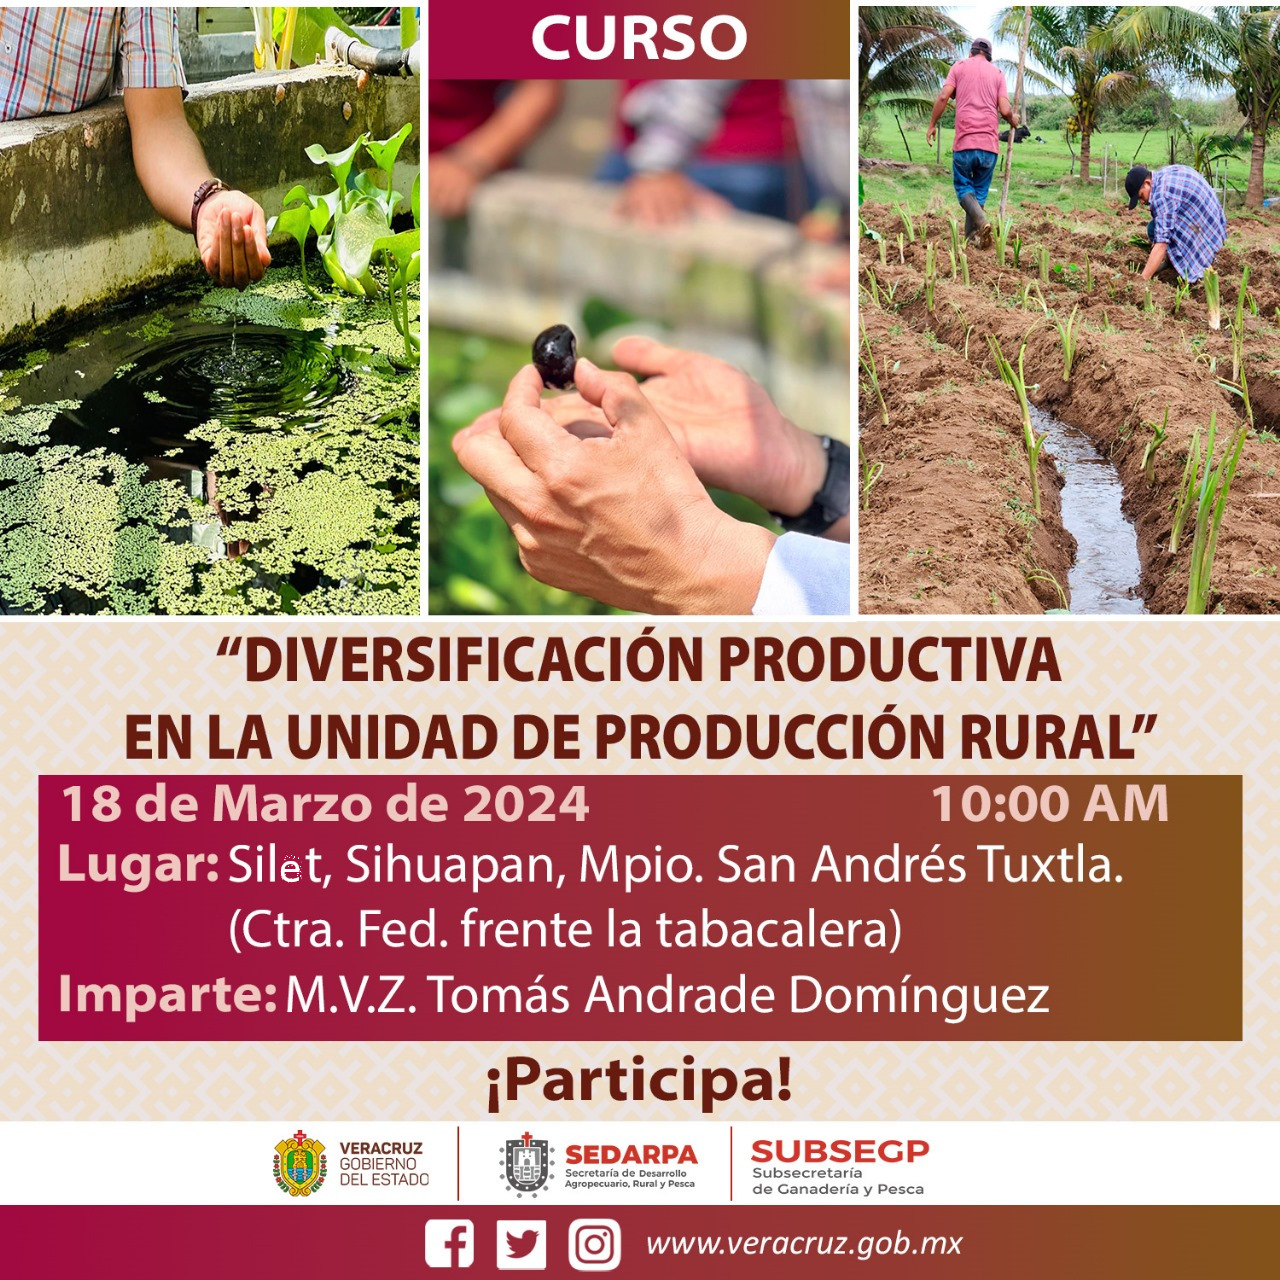 CURSO
“DIVERSIFICACIÓN PRODUCTIVA
EN LA UNIDAD DE PRODUCCIÓN RURAL”
18 de Marzo de 2024 10:00 AM
Lugar: Silet, Sihuapan, Mpio. San Andrés Tuxtla.
(Ctra. Fed. frente la tabacalera)
Imparte: M.V.Z. Tomás Andrade Domínguez
¡Participa!
VERACRUZ
GOBIERNO
DEL ESTADO
SEDARPA
Secretaría de Desarrollo
Agropecuario, Rural y Pesca
SUBSEGP
Subsecretaría
de Ganadería y Pesca
www.veracruz.gob.mx